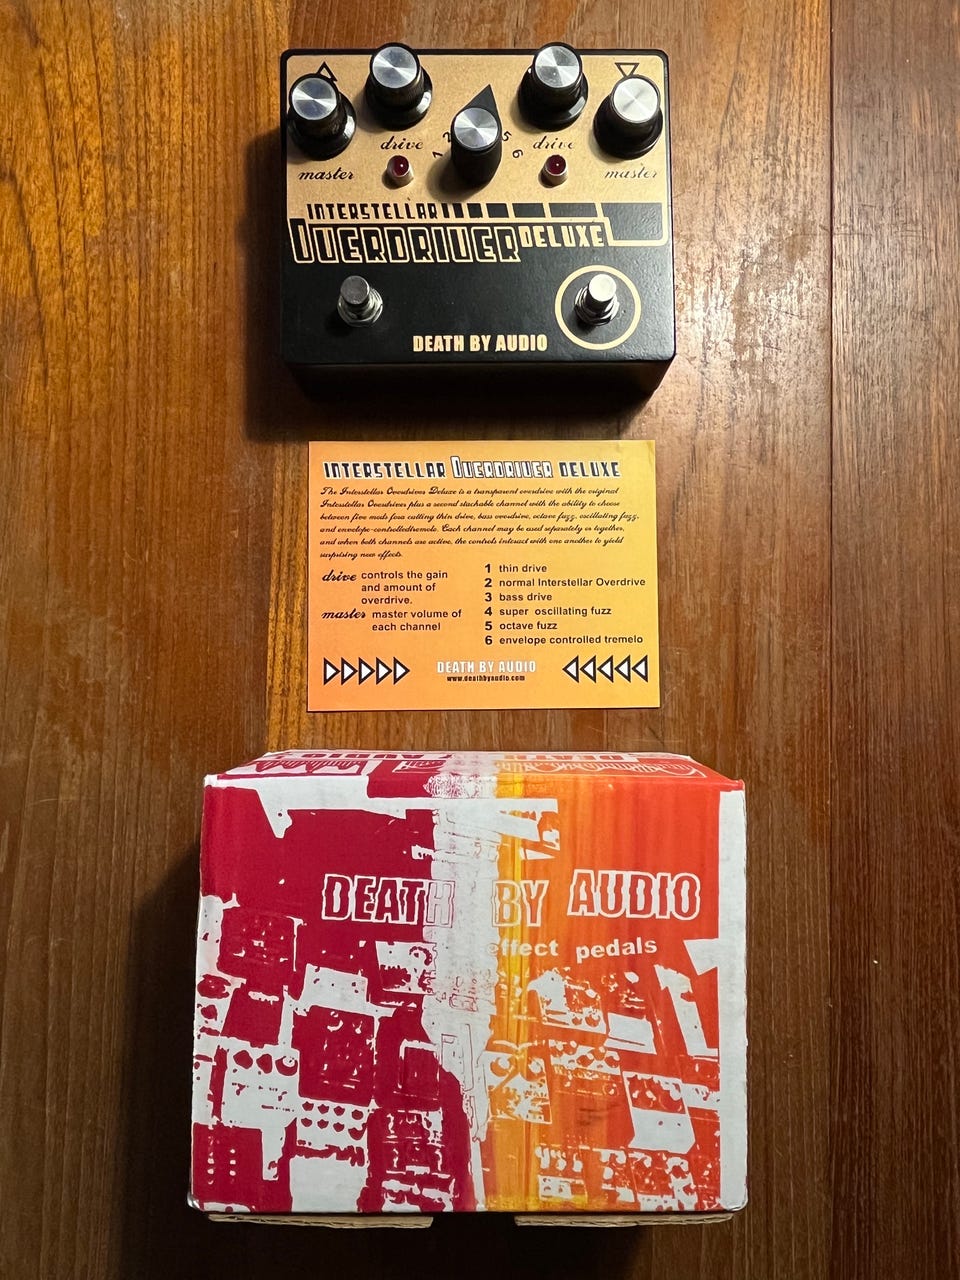 drive
drive
1 2 5 6
master
master
INTERSTELLAR
OVERDRIVER DELUXE
DEATH BY AUDIO
INTERSTELLAR OVERDRIVER DELUXE
The Interstellar Overdriver Deluxe is a transparent overdrive with the original
Interstellar Overdriver plus a second stackable channel with the ability to choose
between five mods for a cutting thin drive, bass overdrive, octave fuzz, oscillating fuzz,
and envelope-controlledtremelo. Each channel may be used separately or together,
and when both channels are active, the controls interact with one another to yield
surprising new effects.
drive controls the gain
and amount of
overdrive.
master master volume of
each channel
1 thin drive
2 normal Interstellar Overdrive
3 bass drive
4 super oscillating fuzz
5 octave fuzz
6 envelope controlled tremelo
DEATH BY AUDIO
www.deathbyaudio.com
AUDIO
DEATH
DEATH BY AUDIO
effect pedals